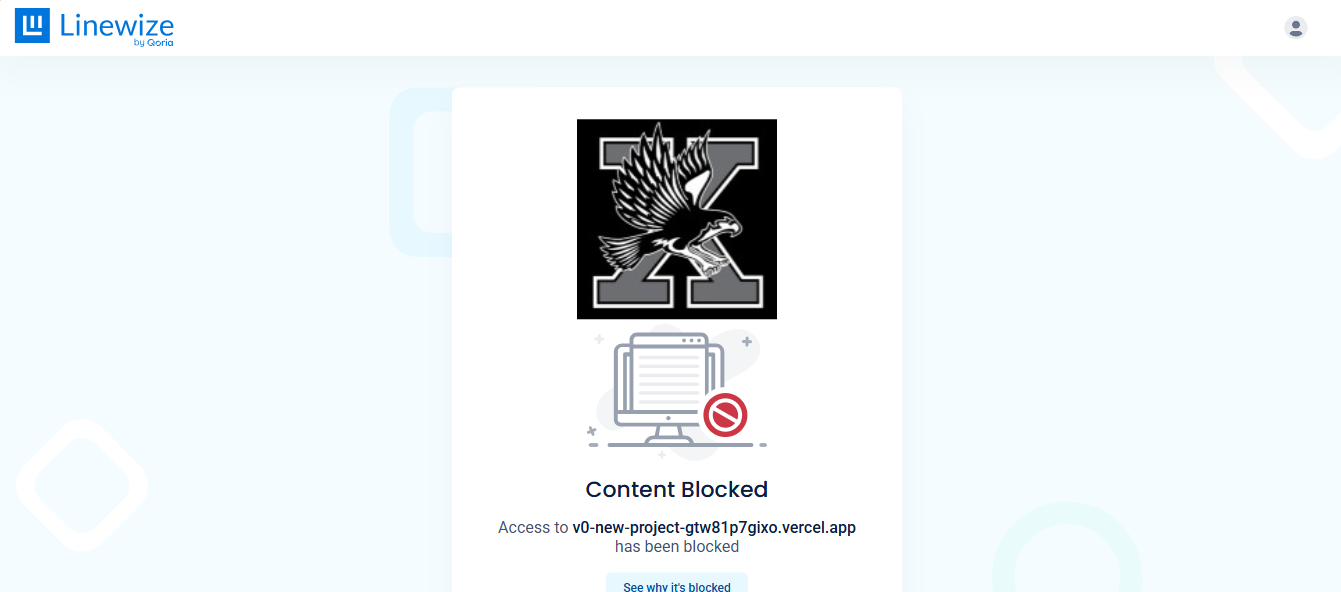 Linewize
by Qoria
X
Content Blocked
Access to v0-new-project-gtw81p7gixo.vercel.app
has been blocked
See why it's blocked